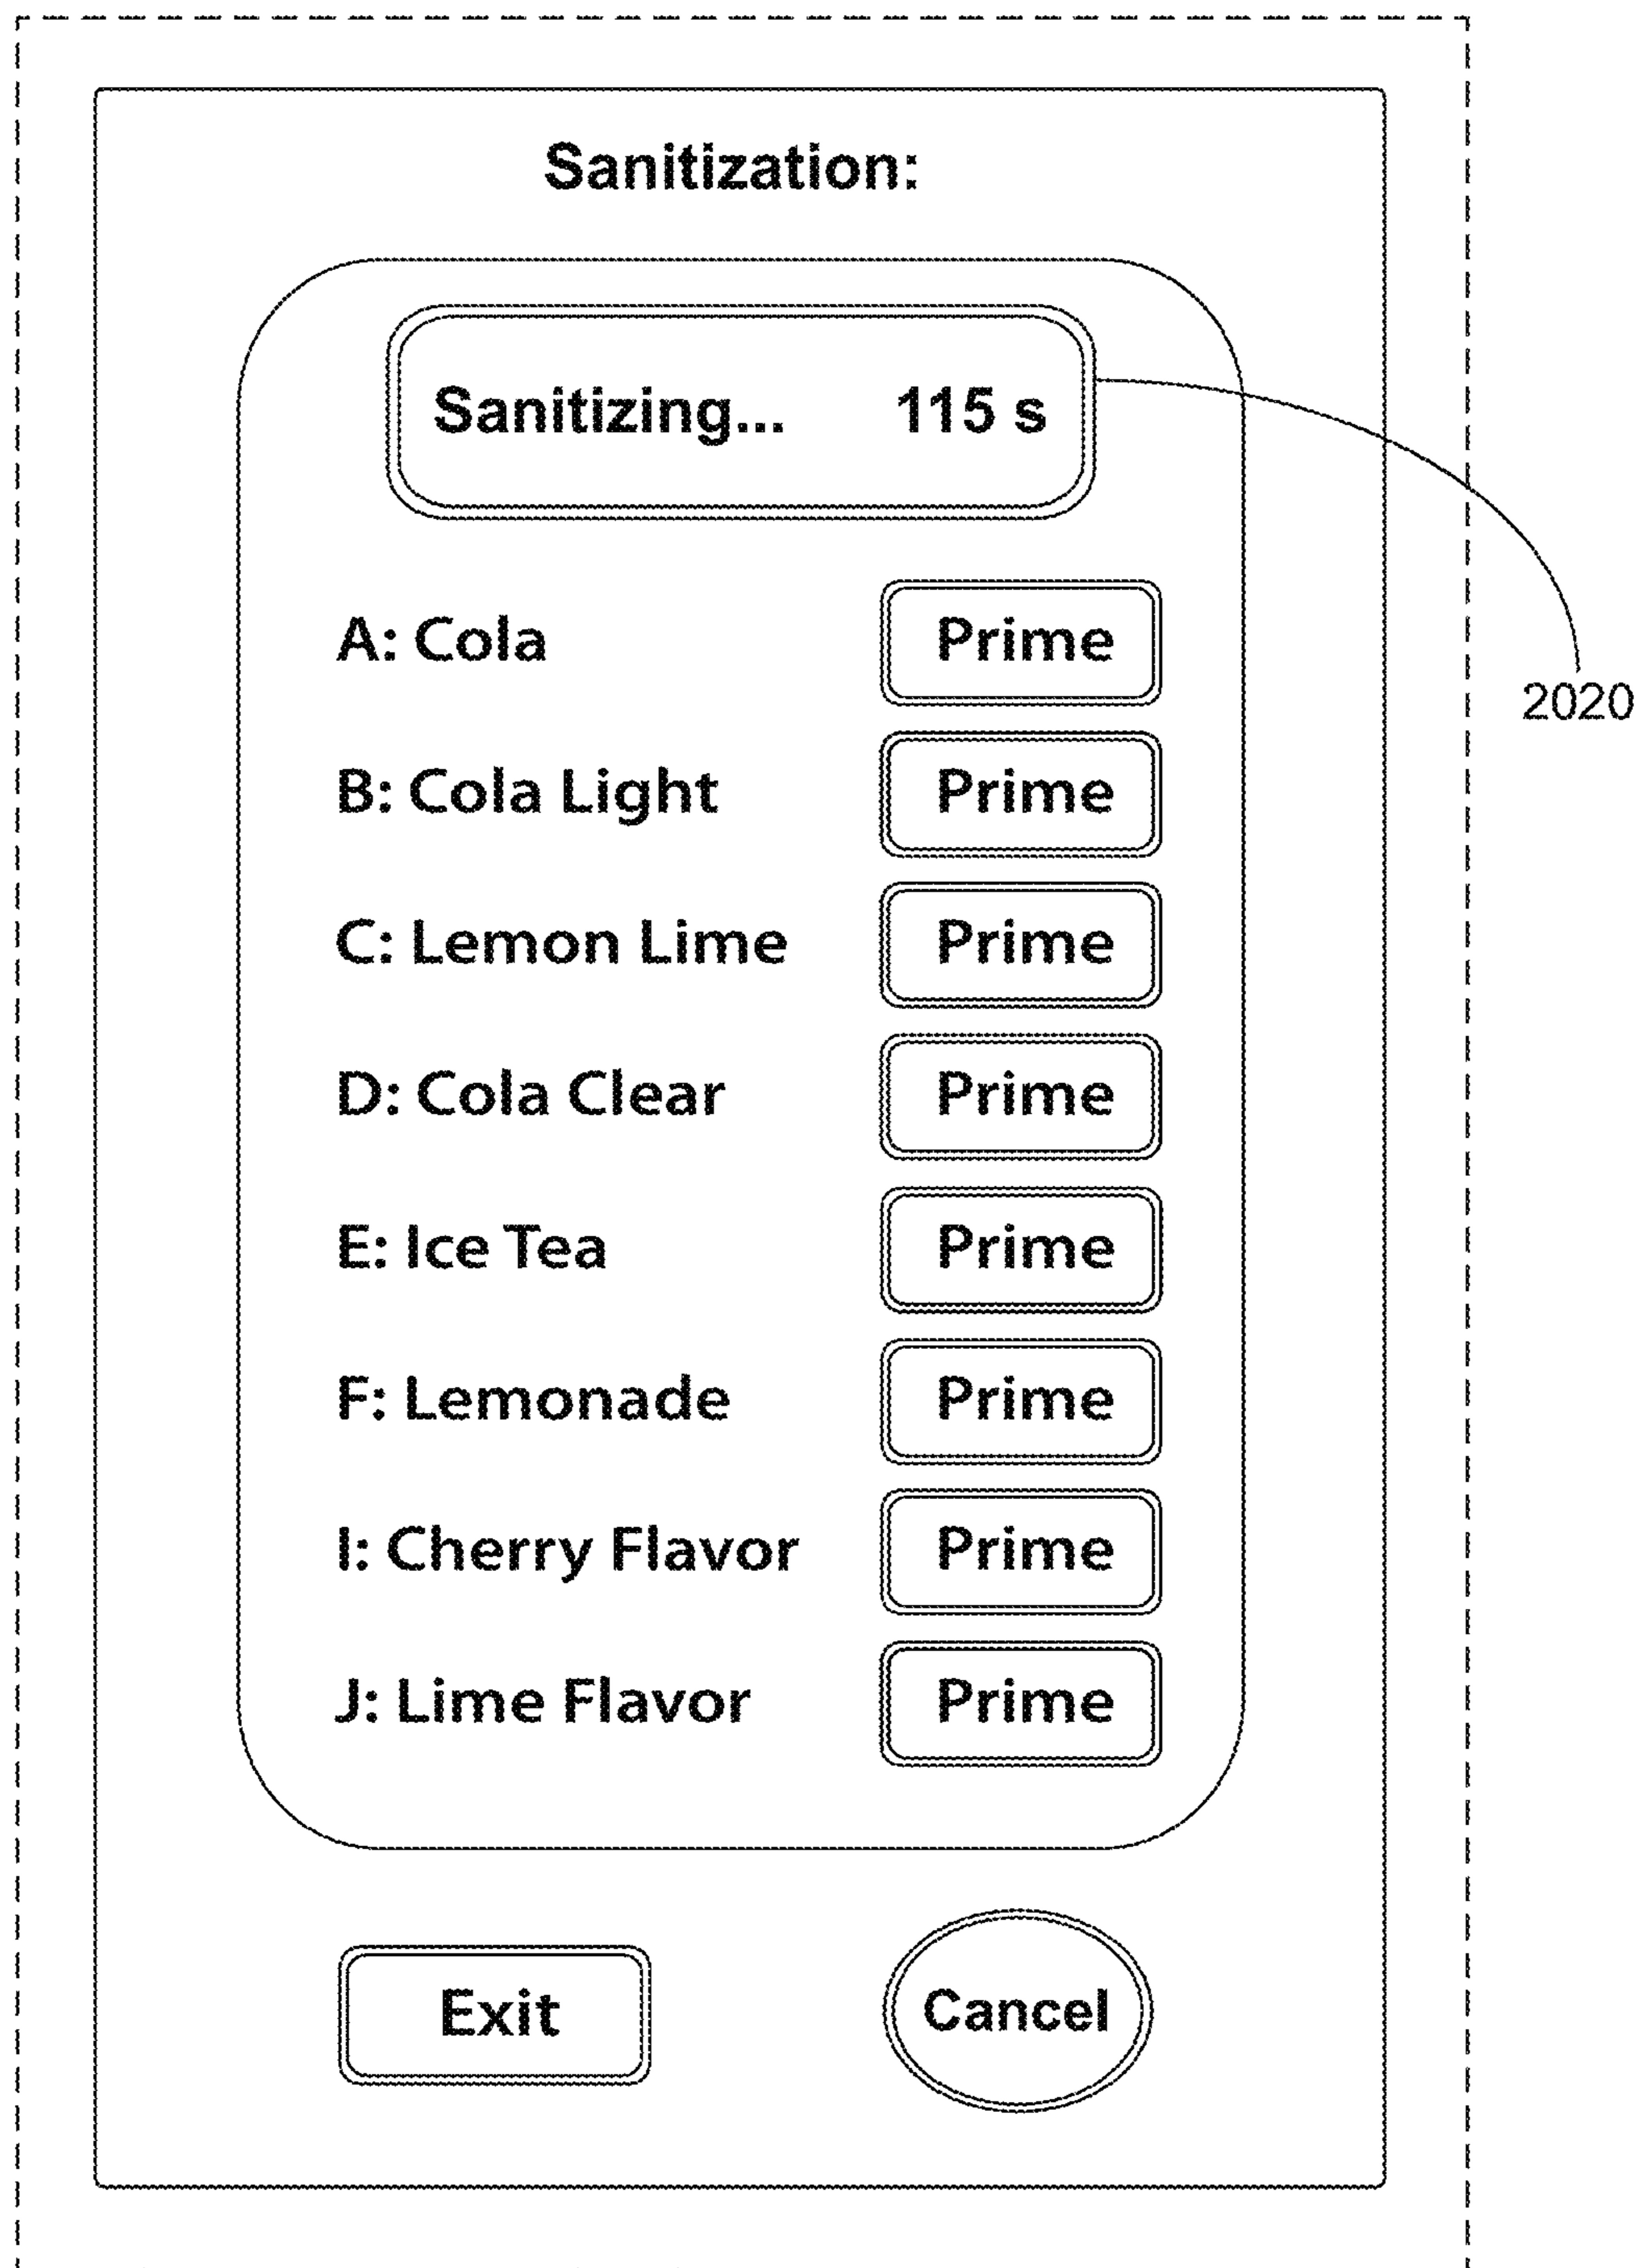 Sanitization:
Sanitizing... 115 s
A: Cola Prime
2020
B: Cola Light Prime
C: Lemon Lime Prime
D: Cola Clear Prime
E: Ice Tea Prime
F: Lemonade Prime
I: Cherry Flavor Prime
J: Lime Flavor Prime
Exit Cancel